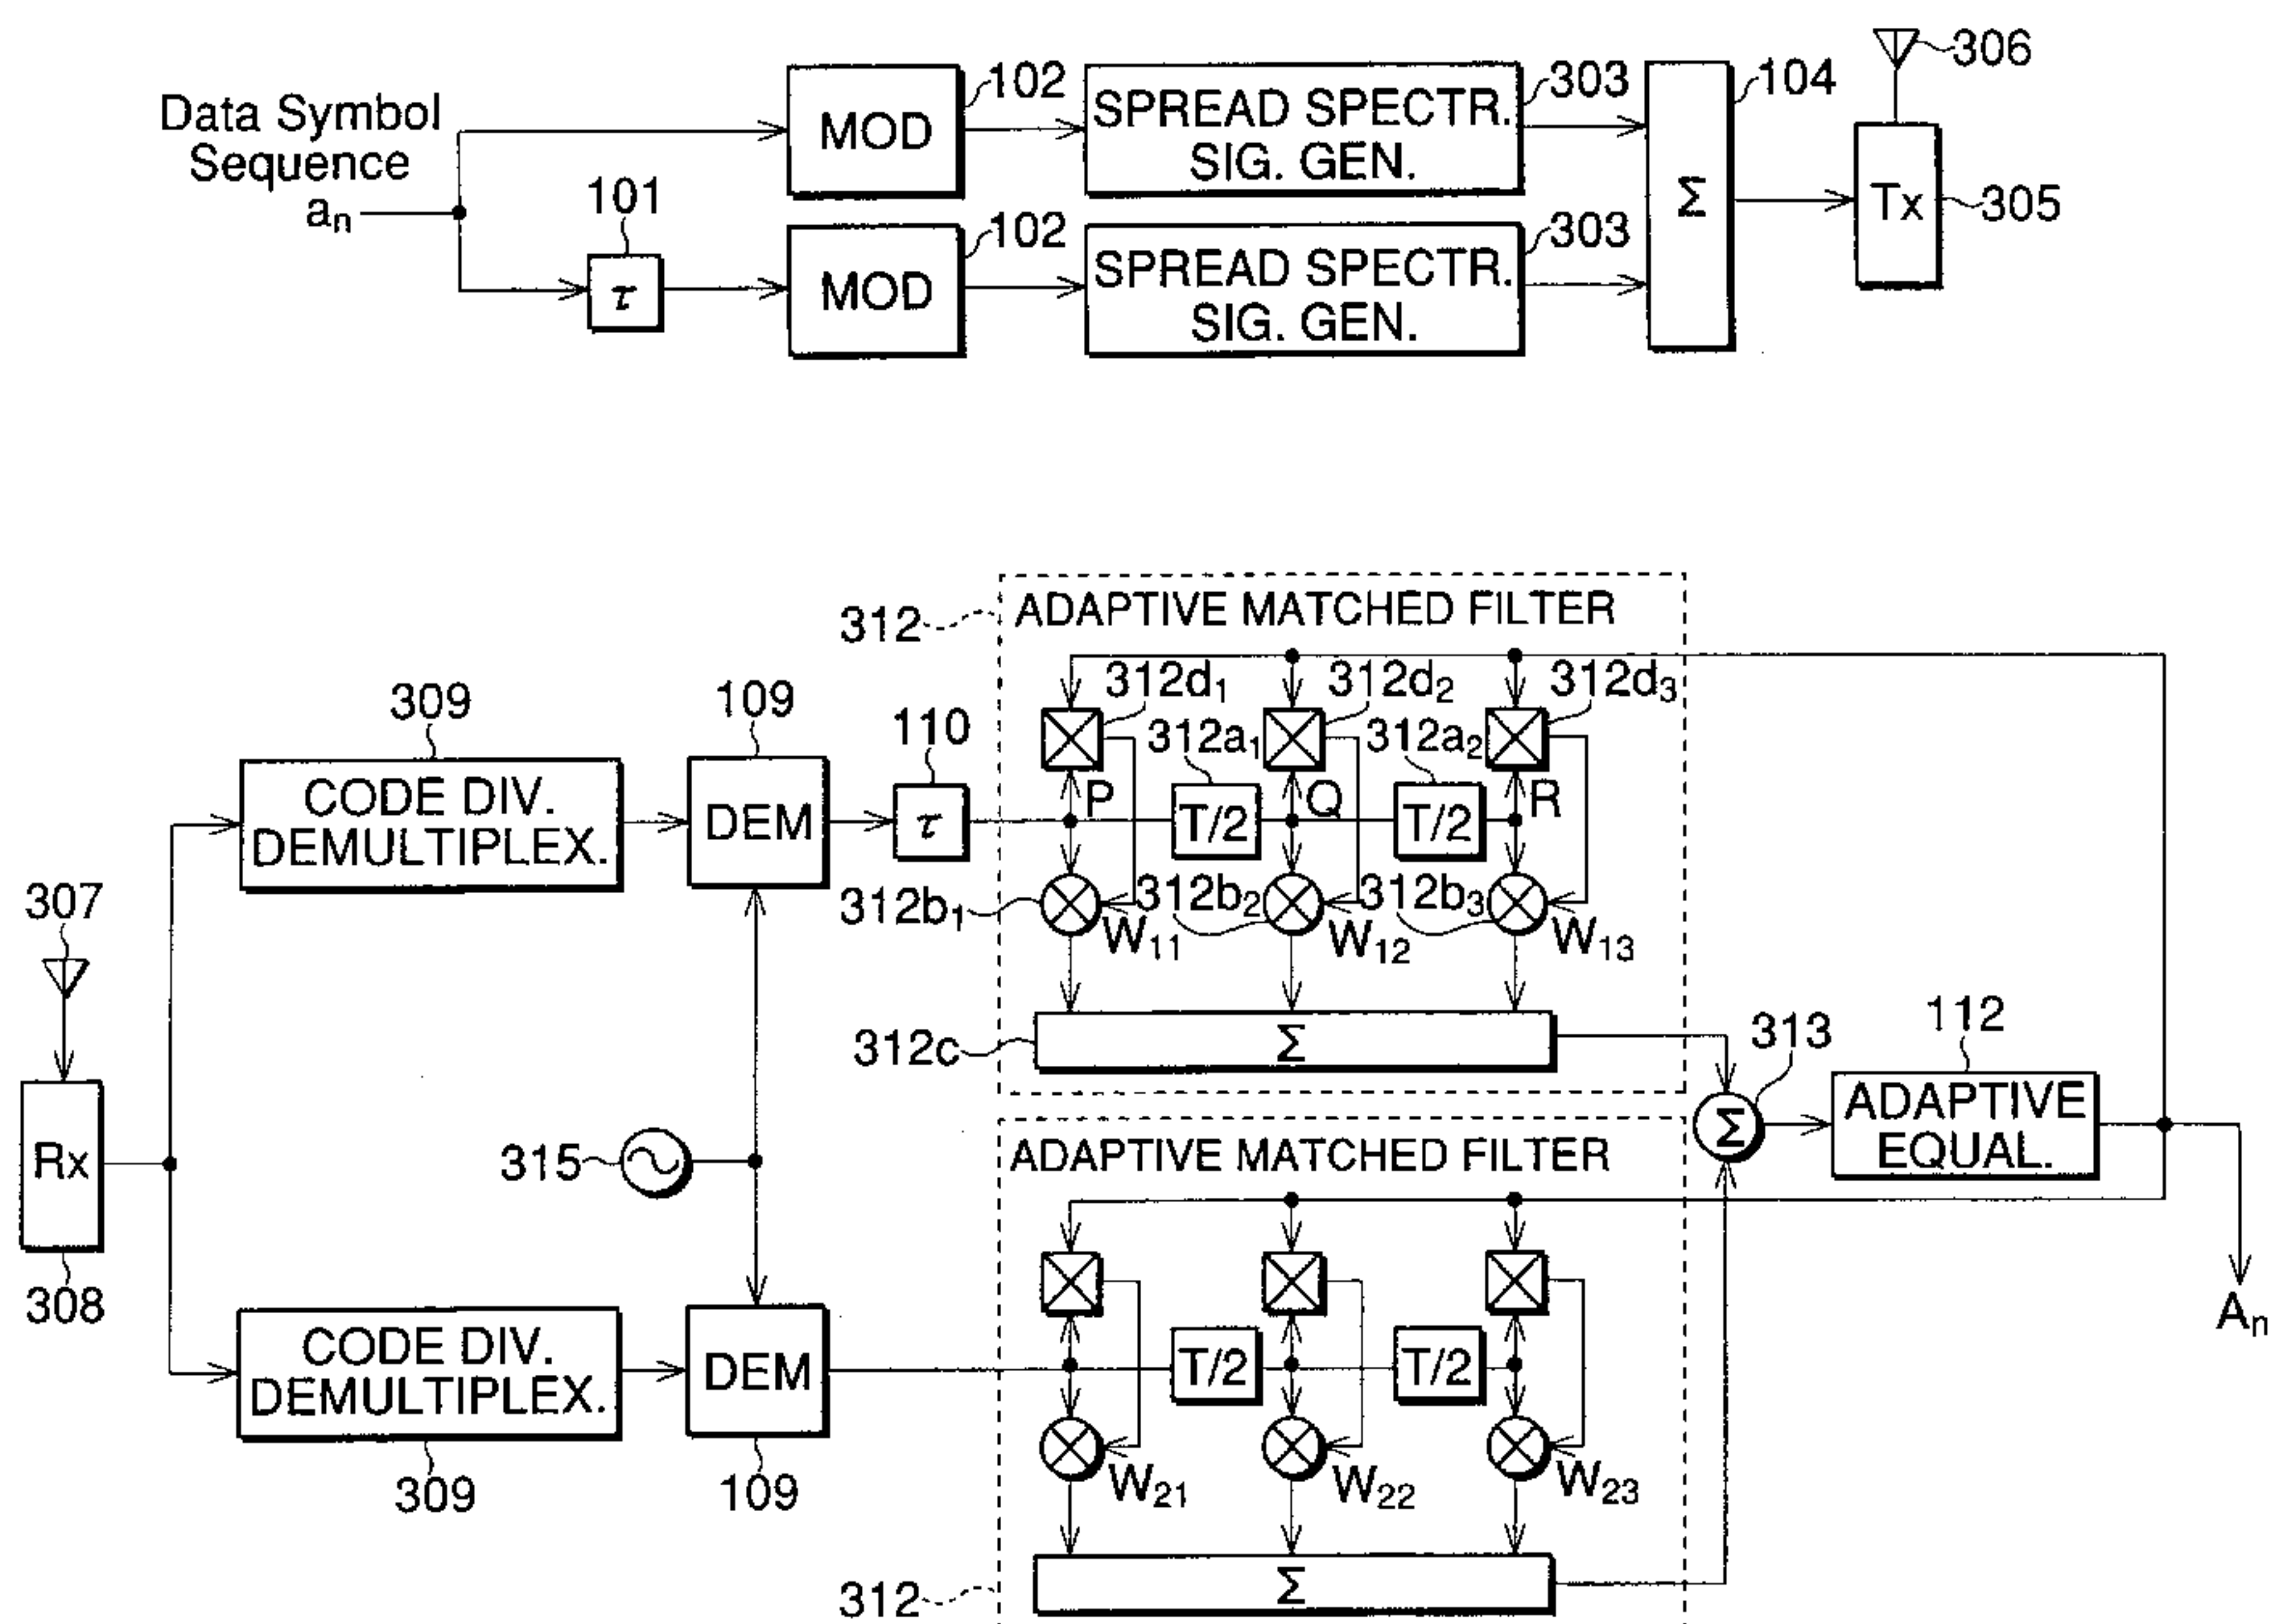 306
102
303
104
Data Symbol
Sequence
aₙ
MOD
SPREAD SPECTR.
SIG. GEN.
Σ
Tx
305
101
τ
102
303
MOD
SPREAD SPECTR.
SIG. GEN.
312
ADAPTIVE MATCHED FILTER
309
109
110
312d₁
312d₂
312d₃
312a₁
312a₂
CODE DIV.
DEMULTIPLEX.
DEM
τ
P
T/2
Q
T/2
R
307
312b₁
312b₂
312b₃
W₁₁
W₁₂
W₁₃
312c
Σ
313
112
Rx
315
Σ
ADAPTIVE
EQUAL.
308
ADAPTIVE MATCHED FILTER
Aₙ
CODE DIV.
DEMULTIPLEX.
DEM
T/2
T/2
309
109
W₂₁
W₂₂
W₂₃
312
Σ